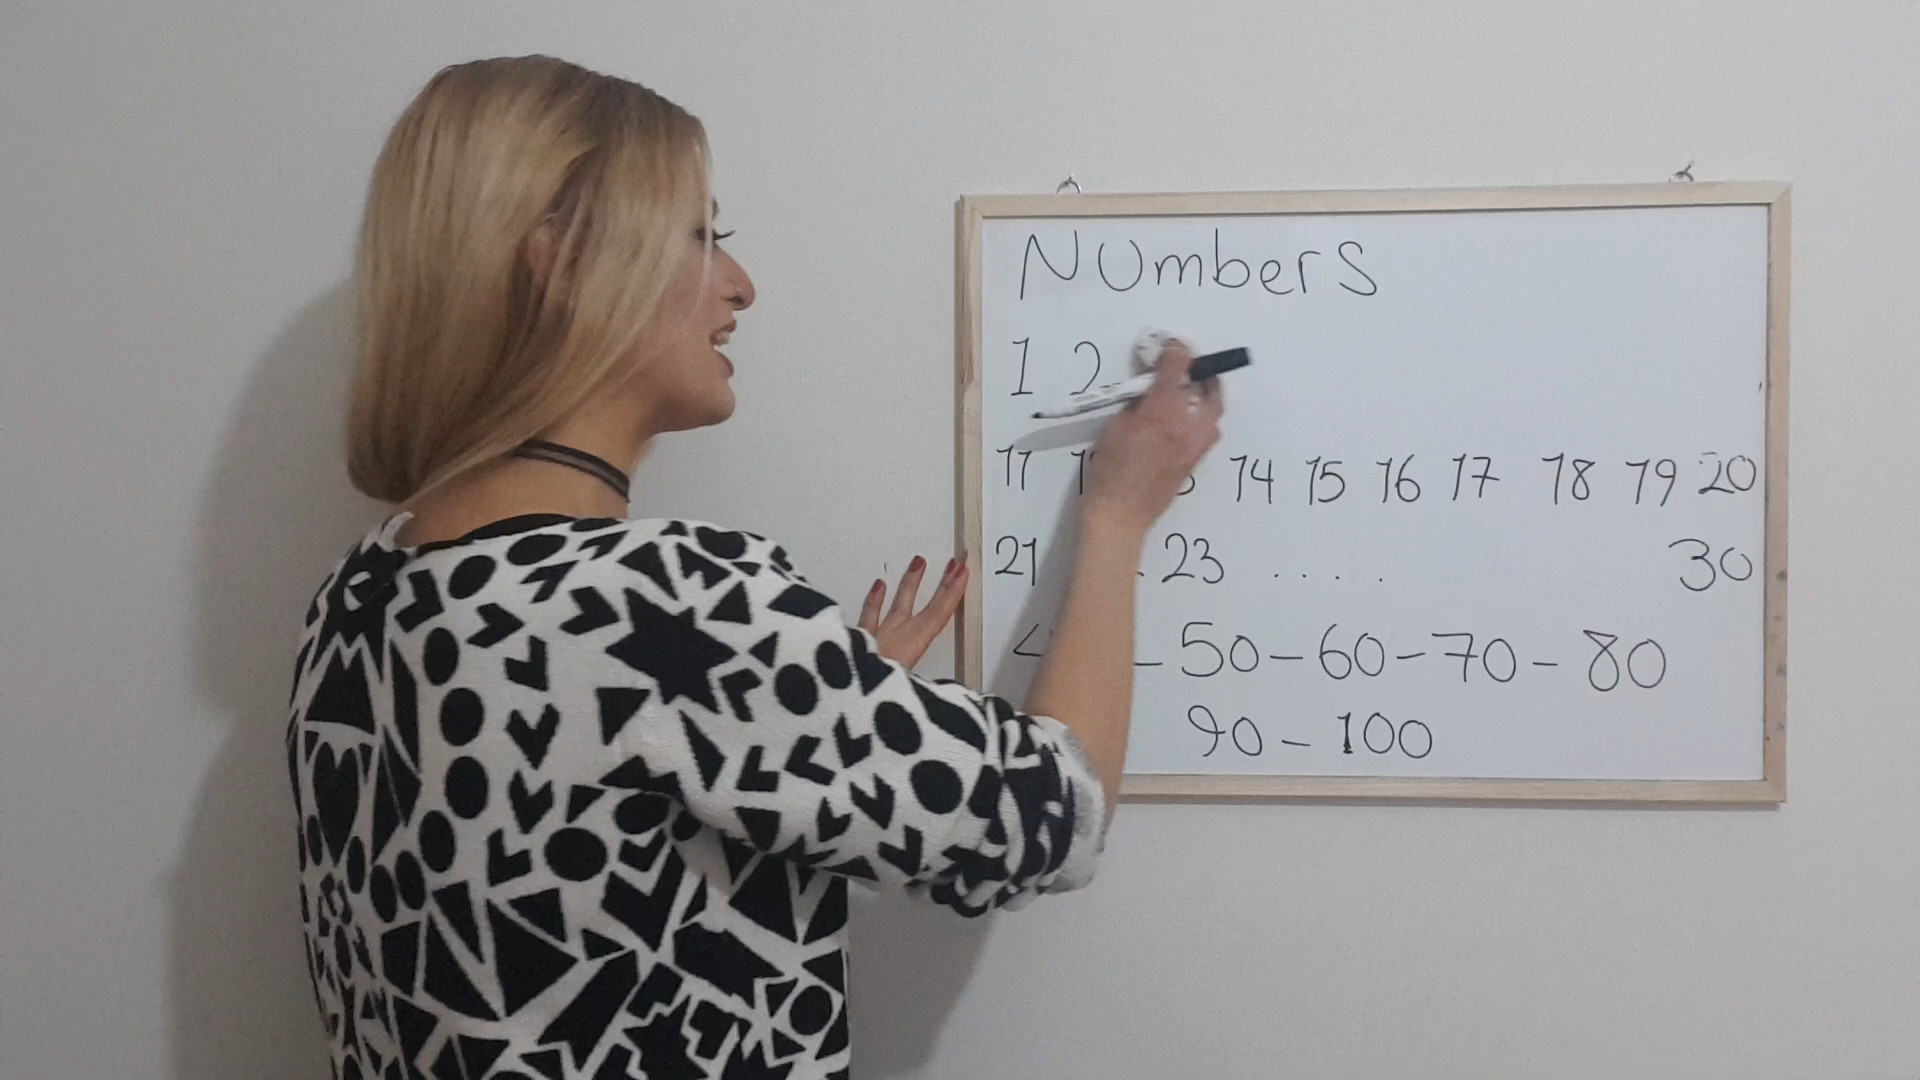 NUmbers
1 2
11 14 15 16 17 18 19 20
21 23 .... 30
- 50 - 60 - 70 - 80
90 - 100